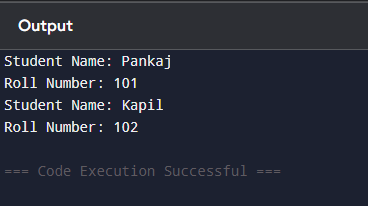 Output
Student Name: Pankaj
Roll Number: 101
Student Name: Kapil
Roll Number: 102
=== Code Execution Successful ===